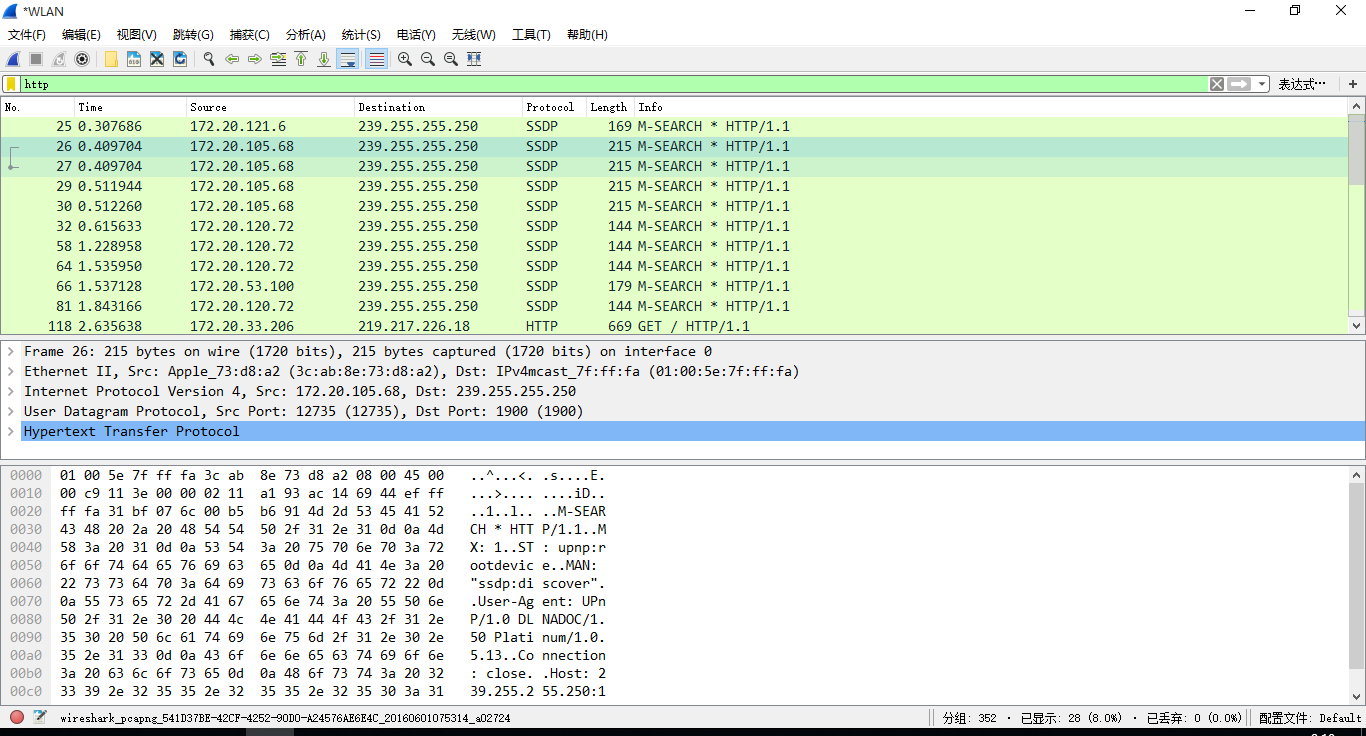 *WLAN
文件(F) 编辑(E) 视图(V) 跳转(G) 捕获(C) 分析(A) 统计(S) 电话(Y) 无线(W) 工具(T) 帮助(H)
http 表达式… +
No. Time Source Destination Protocol Length Info
25 0.307686 172.20.121.6 239.255.255.250 SSDP 169 M-SEARCH * HTTP/1.1
26 0.409704 172.20.105.68 239.255.255.250 SSDP 215 M-SEARCH * HTTP/1.1
27 0.409704 172.20.105.68 239.255.255.250 SSDP 215 M-SEARCH * HTTP/1.1
29 0.511944 172.20.105.68 239.255.255.250 SSDP 215 M-SEARCH * HTTP/1.1
30 0.512260 172.20.105.68 239.255.255.250 SSDP 215 M-SEARCH * HTTP/1.1
32 0.615633 172.20.120.72 239.255.255.250 SSDP 144 M-SEARCH * HTTP/1.1
58 1.228958 172.20.120.72 239.255.255.250 SSDP 144 M-SEARCH * HTTP/1.1
64 1.535950 172.20.120.72 239.255.255.250 SSDP 144 M-SEARCH * HTTP/1.1
66 1.537128 172.20.53.100 239.255.255.250 SSDP 179 M-SEARCH * HTTP/1.1
81 1.843166 172.20.120.72 239.255.255.250 SSDP 144 M-SEARCH * HTTP/1.1
118 2.635638 172.20.33.206 219.217.226.18 HTTP 669 GET / HTTP/1.1
Frame 26: 215 bytes on wire (1720 bits), 215 bytes captured (1720 bits) on interface 0
Ethernet II, Src: Apple_73:d8:a2 (3c:ab:8e:73:d8:a2), Dst: IPv4mcast_7f:ff:fa (01:00:5e:7f:ff:fa)
Internet Protocol Version 4, Src: 172.20.105.68, Dst: 239.255.255.250
User Datagram Protocol, Src Port: 12735 (12735), Dst Port: 1900 (1900)
Hypertext Transfer Protocol
0000 01 00 5e 7f ff fa 3c ab 8e 73 d8 a2 08 00 45 00 ..^...<. .s....E.
0010 00 c9 11 3e 00 00 02 11 a1 93 ac 14 69 44 ef ff ...>.... ....iD..
0020 ff fa 31 bf 07 6c 00 b5 b6 91 4d 2d 53 45 41 52 ..1..l.. ..M-SEAR
0030 43 48 20 2a 20 48 54 54 50 2f 31 2e 31 0d 0a 4d CH * HTT P/1.1..M
0040 58 3a 20 31 0d 0a 53 54 3a 20 75 70 6e 70 3a 72 X: 1..ST : upnp:r
0050 6f 6f 74 64 65 76 69 63 65 0d 0a 4d 41 4e 3a 20 ootdevic e..MAN:
0060 22 73 73 64 70 3a 64 69 73 63 6f 76 65 72 22 0d "ssdp:di scover".
0070 0a 55 73 65 72 2d 41 67 65 6e 74 3a 20 55 50 6e .User-Ag ent: UPn
0080 50 2f 31 2e 30 20 44 4c 4e 41 44 4f 43 2f 31 2e P/1.0 DL NADOC/1.
0090 35 30 20 50 6c 61 74 69 6e 75 6d 2f 31 2e 30 2e 50 Plati num/1.0.
00a0 35 2e 31 33 0d 0a 43 6f 6e 6e 65 63 74 69 6f 6e 5.13..Co nnection
00b0 3a 20 63 6c 6f 73 65 0d 0a 48 6f 73 74 3a 20 32 : close. .Host: 2
00c0 33 39 2e 32 35 35 2e 32 35 35 2e 32 35 30 3a 31 39.255.2 55.250:1
wireshark_pcapng_541D37BE-42CF-4252-90D0-A24576AE6E4C_20160601075314_a02724 分组: 352 · 已显示: 28 (8.0%) · 已丢弃: 0 (0.0%) 配置文件: Default